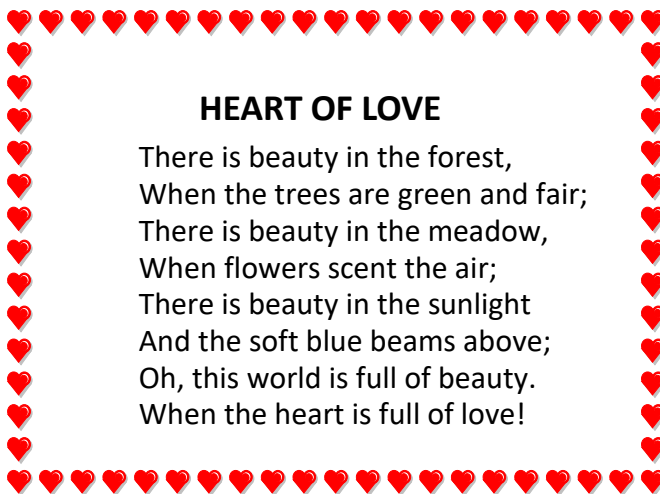 HEART OF LOVE
There is beauty in the forest,
When the trees are green and fair;
There is beauty in the meadow,
When flowers scent the air;
There is beauty in the sunlight
And the soft blue beams above;
Oh, this world is full of beauty.
When the heart is full of love!